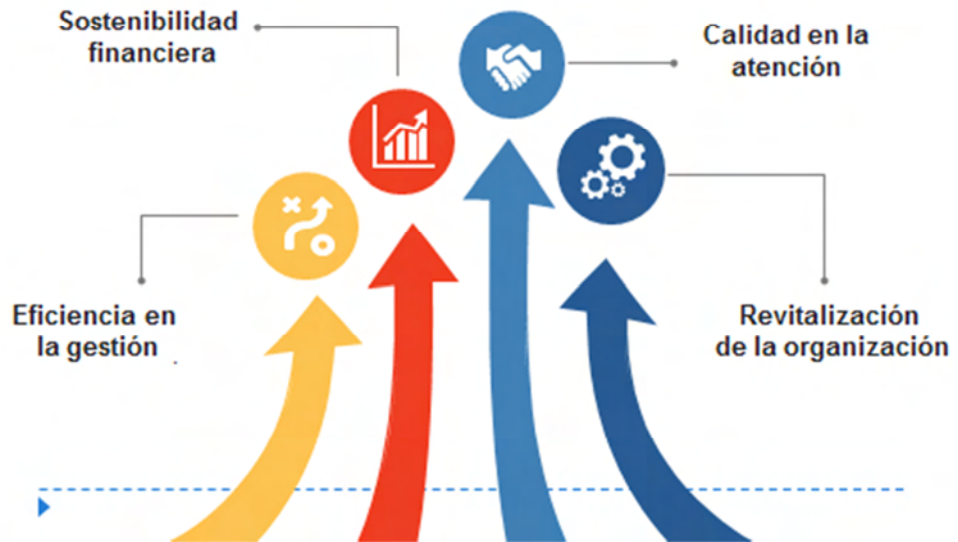 Sostenibilidad
financiera
Calidad en la
atención
Eficiencia en
la gestión
Revitalización
de la organización